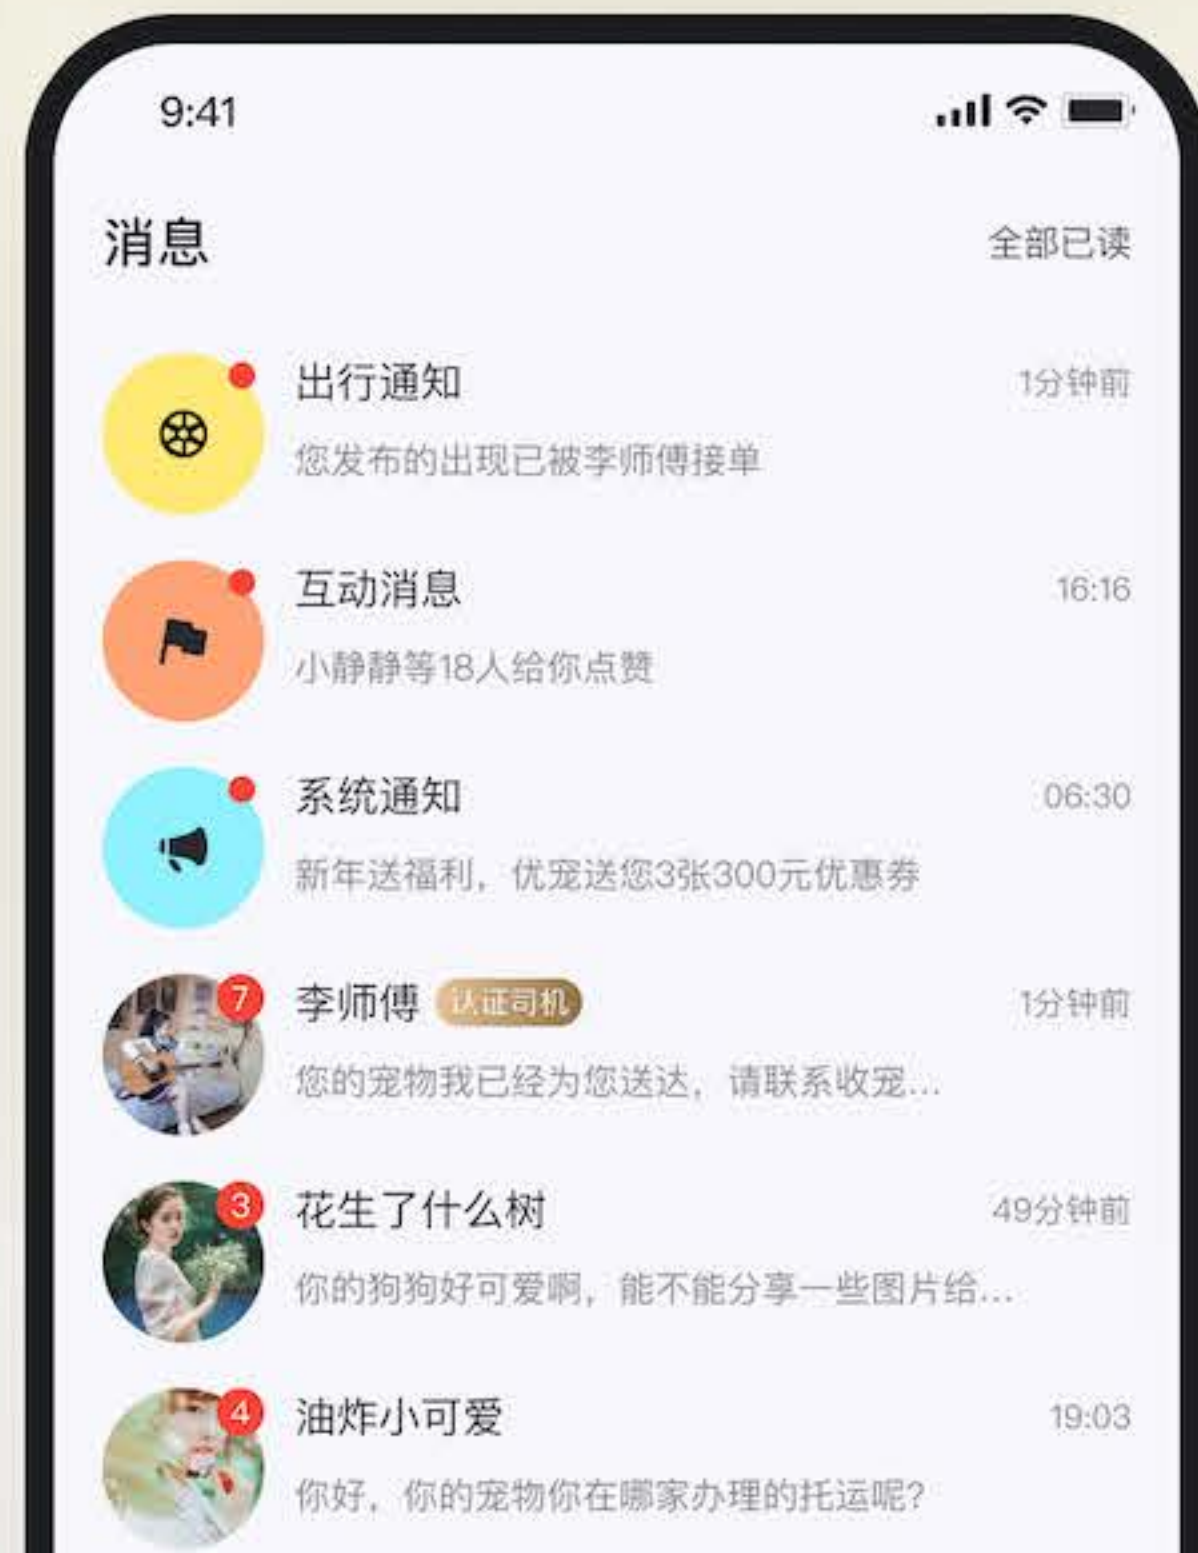 9:41
消息
全部已读
出行通知
1分钟前
您发布的出现已被李师傅接单
互动消息
16:16
小静静等18人给你点赞
系统通知
06:30
新年送福利，优宠送您3张300元优惠券
7
李师傅
认证司机
1分钟前
您的宠物我已经为您送达，请联系收宠...
3
花生了什么树
49分钟前
你的狗狗好可爱啊，能不能分享一些图片给...
4
油炸小可爱
19:03
你好，你的宠物你在哪家办理的托运呢？